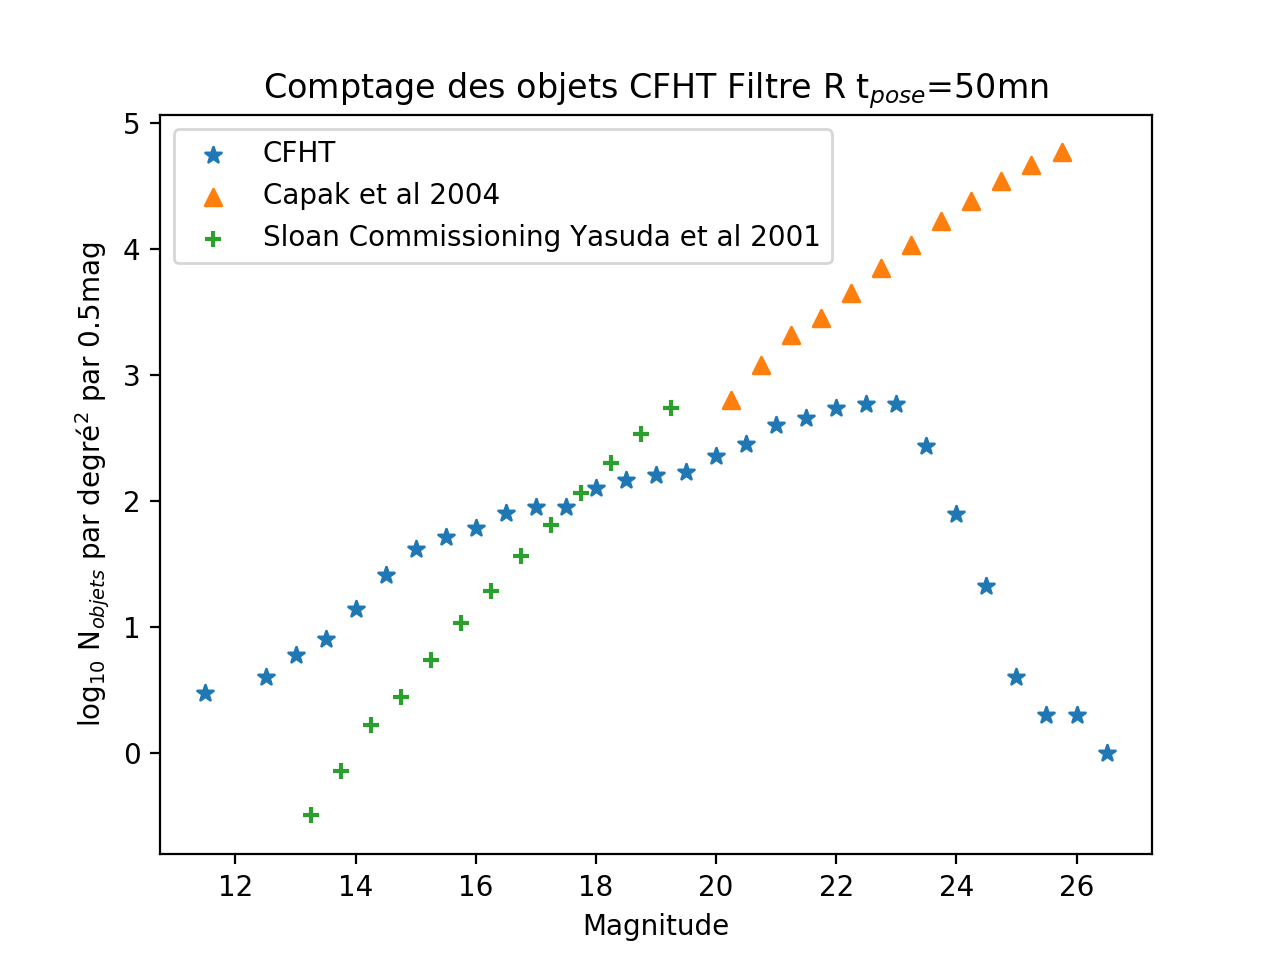 Comptage des objets CFHT Filtre R t_pose=50mn
CFHT
Capak et al 2004
Sloan Commissioning Yasuda et al 2001
log₁₀ N_objets par degré² par 0.5mag
5
4
3
2
1
0
12 14 16 18 20 22 24 26
Magnitude